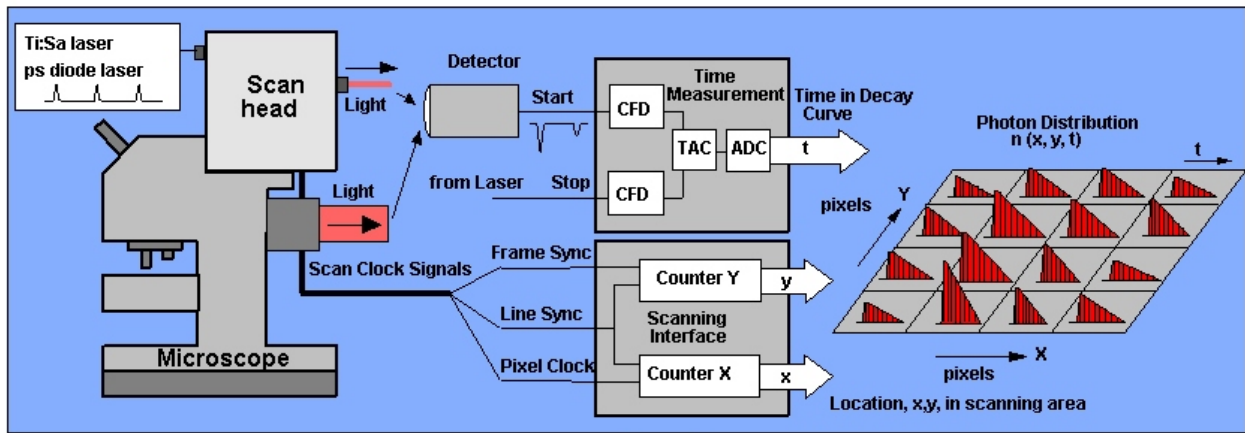 Ti:Sa laser
ps diode laser
Scan
head
Light
Light
Microscope
Detector
Start
from Laser
Stop
Time
Measurement
CFD
TAC
ADC
CFD
Time in Decay
Curve
t
Scan Clock Signals
Frame Sync
Line Sync
Pixel Clock
Counter Y
Scanning
Interface
Counter X
y
x
Photon Distribution
n (x, y, t)
t
Y
pixels
X
pixels
Location, x,y, in scanning area